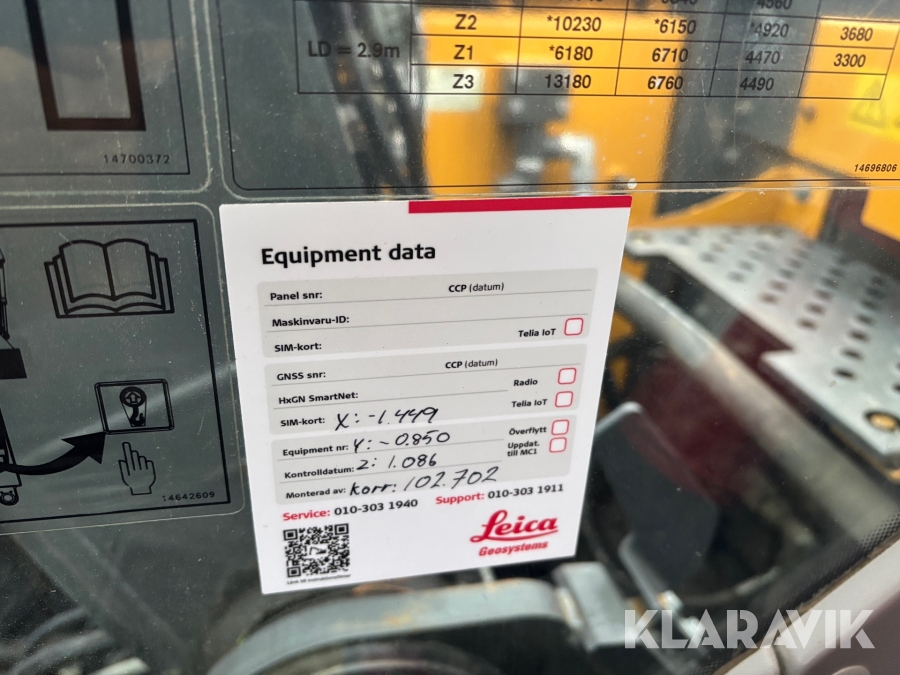 Z2 *10230 *6150 *4920 3680
LD = 2.9m Z1 *6180 6710 4470 3300
Z3 13180 6760 4490
14700372
14696806
Equipment data
Panel snr: CCP (datum)
Maskinvaru-ID:
SIM-kort: Telia IoT
GNSS snr: CCP (datum)
HxGN SmartNet: Radio
SIM-kort: X: -1.449 Telia IoT
Equipment nr: Y: -0.850 Överflytt
Kontrolldatum: Z: 1.086 Uppdat. till MC1
Monterad av: Korr: 102.702
Service: 010-303 1940 Support: 010-303 1911
Leica
Geosystems
14642609
KLARAVIK